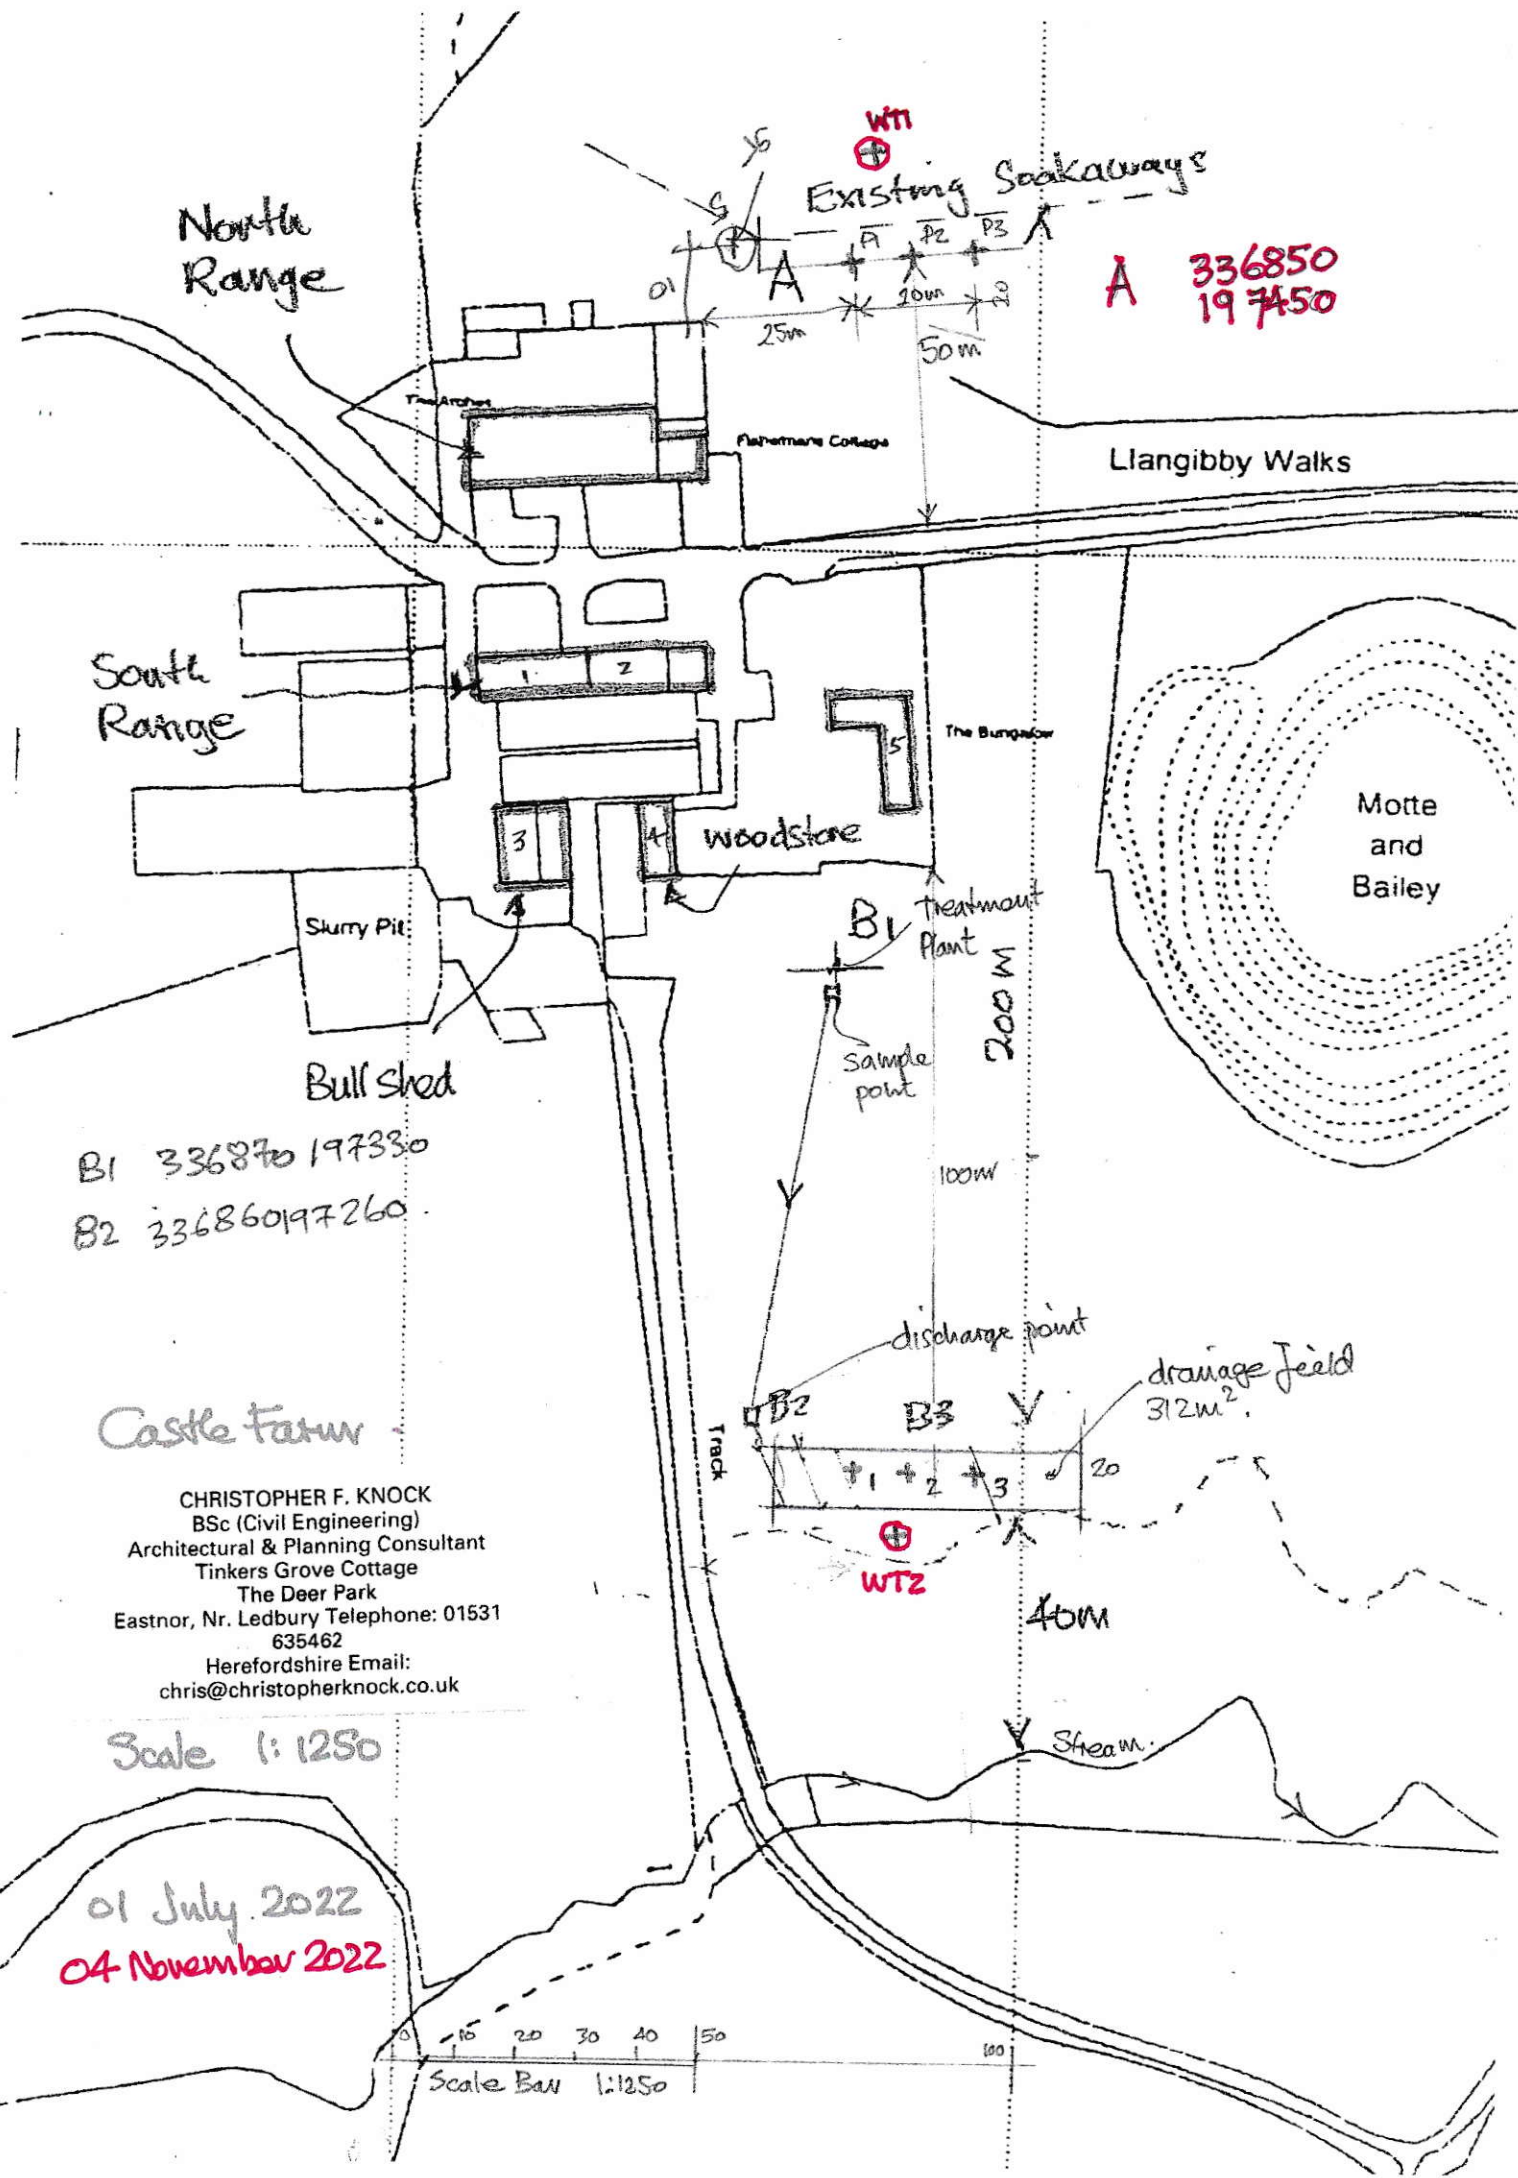 WT1
Existing Soakaways
5
5
P1 P2 P3
A
10
20m
20
25m
50m
A 336850
197450
North
Range
The Arches
Fishermans Cottage
Llangibby Walks
South
Range
1
2
5
The Bungalow
3
4
Woodstore
Motte
and
Bailey
Slurry Pit
B1
Treatment
Plant
200m
sample
point
Bull shed
B1 336870 197330
B2 336860197260.
100m
discharge point
drainage field
312m².
B2
B3
20
1
2
3
WT2
Track
Castle Farm
CHRISTOPHER F. KNOCK
BSc (Civil Engineering)
Architectural & Planning Consultant
Tinkers Grove Cottage
The Deer Park
Eastnor, Nr. Ledbury Telephone: 01531
635462
Herefordshire Email:
chris@christopherknock.co.uk
40m
Scale 1:1250
Stream.
01 July 2022
04 November 2022
0 10 20 30 40 50
100
Scale Bar 1:1250